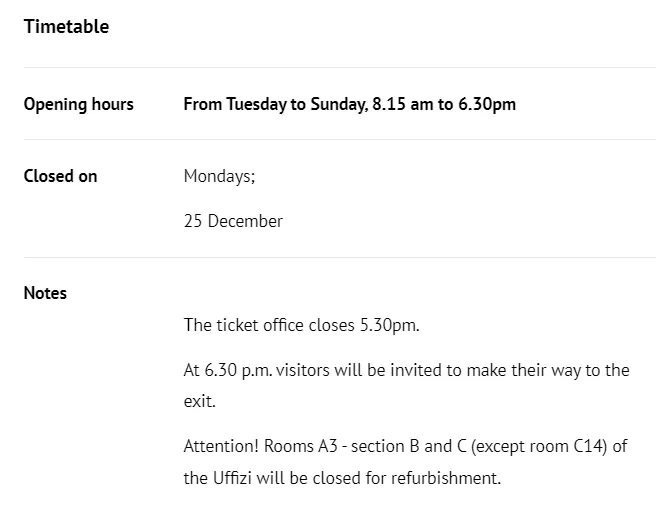 Timetable
Opening hours From Tuesday to Sunday, 8.15 am to 6.30pm
Closed on Mondays;
25 December
Notes
The ticket office closes 5.30pm.
At 6.30 p.m. visitors will be invited to make their way to the
exit.
Attention! Rooms A3 - section B and C (except room C14) of
the Uffizi will be closed for refurbishment.